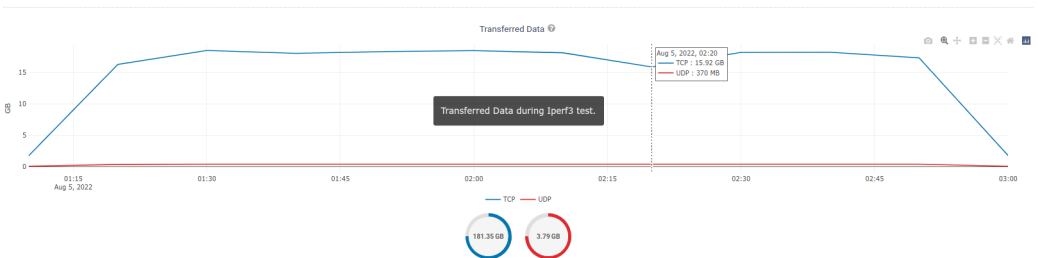 Transferred Data ?
Aug 5, 2022, 02:20
TCP : 15.92 GB
UDP : 370 MB
15
10
5
0
GB
Transferred Data during Iperf3 test.
01:15
Aug 5, 2022
01:30
01:45
02:00
02:15
02:30
02:45
03:00
TCP
UDP
181.35 GB
3.79 GB